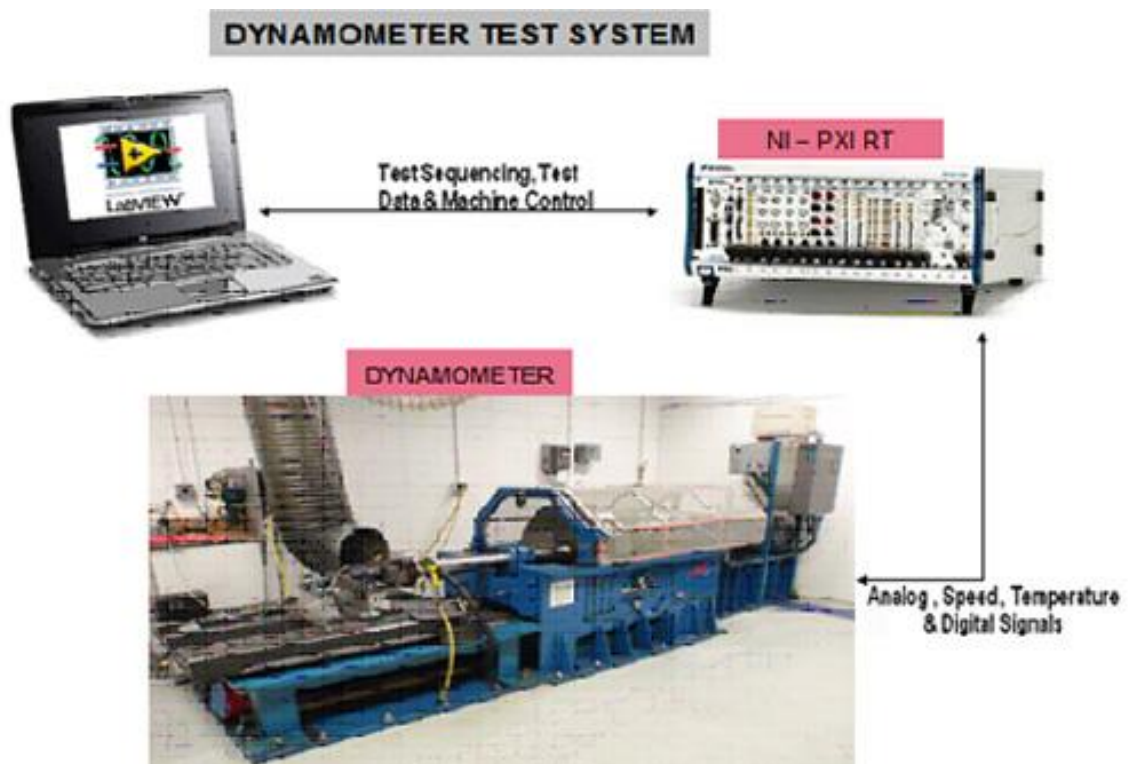 DYNAMOMETER TEST SYSTEM
LabVIEW
NI – PXI RT
Test Sequencing, Test
Data & Machine Control
DYNAMOMETER
Analog , Speed, Temperature
& Digital Signals